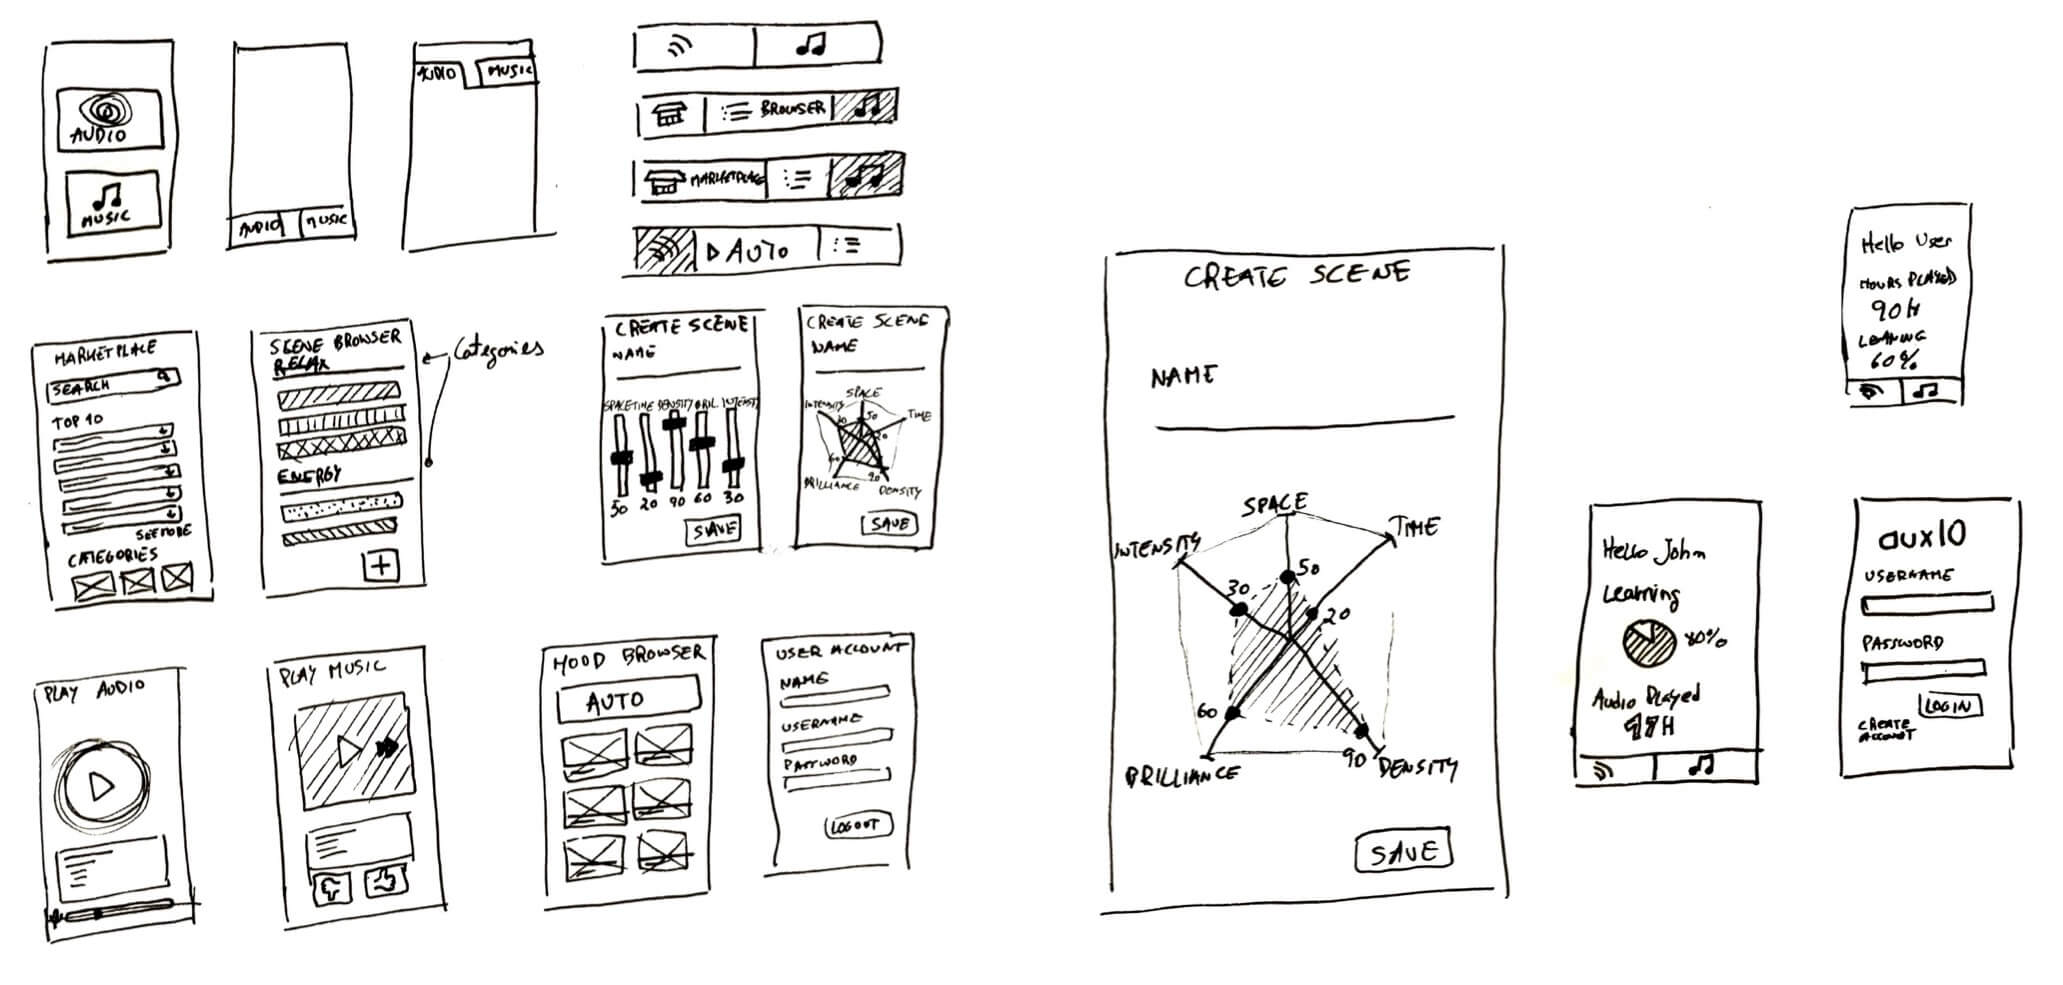 AUDIO
MUSIC
AUDIO
MUSIC
AUDIO
MUSIC
BROWSER
MARKETPLACE
AUTO
MARKETPLACE
SEARCH
TOP 10
SEE MORE
CATEGORIES
SCENE BROWSER
RELAX
ENERGY
+
Categories
CREATE SCENE
NAME
SPACE TIME DENSITY BRIL. INTENSITY
50 20 90 60 30
SAVE
CREATE SCENE
NAME
SPACE
INTENSITY
TIME
30
50
20
60
90
BRILLIANCE
DENSITY
SAVE
PLAY AUDIO
PLAY MUSIC
MOOD BROWSER
AUTO
USER ACCOUNT
NAME
USERNAME
PASSWORD
LOGOUT
CREATE SCENE
NAME
SPACE
TIME
INTENSITY
50
30
20
60
90
BRILLIANCE
DENSITY
SAVE
Hello User
HOURS PLAYED
90H
60%
Hello John
Learning
80%
Audio Played
H
aux10
USERNAME
PASSWORD
LOGIN
CREATE
ACCOUNT